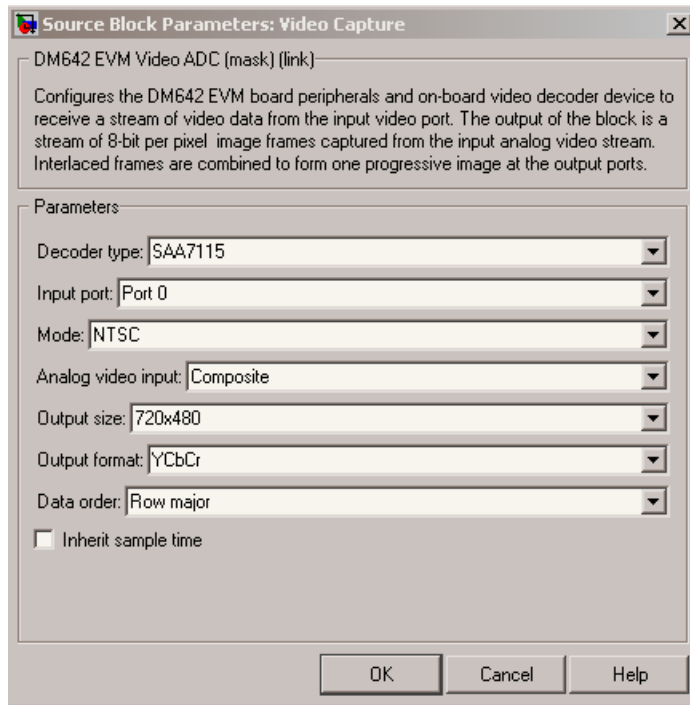 Source Block Parameters: Video Capture
DM642 EVM Video ADC (mask) (link)
Configures the DM642 EVM board peripherals and on-board video decoder device to
receive a stream of video data from the input video port. The output of the block is a
stream of 8-bit per pixel image frames captured from the input analog video stream.
Interlaced frames are combined to form one progressive image at the output ports.
Parameters
Decoder type: SAA7115
Input port: Port 0
Mode: NTSC
Analog video input: Composite
Output size: 720x480
Output format: YCbCr
Data order: Row major
Inherit sample time
OK Cancel Help